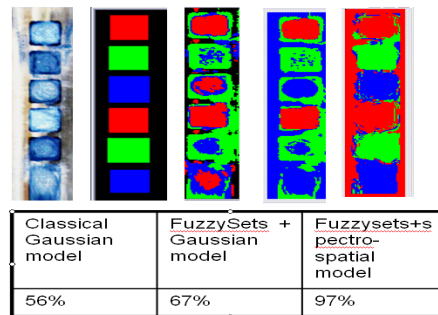 Classical
Gaussian
model
FuzzySets +
Gaussian
model
Fuzzysets+s
pectro-
spatial
model
56%
67%
97%